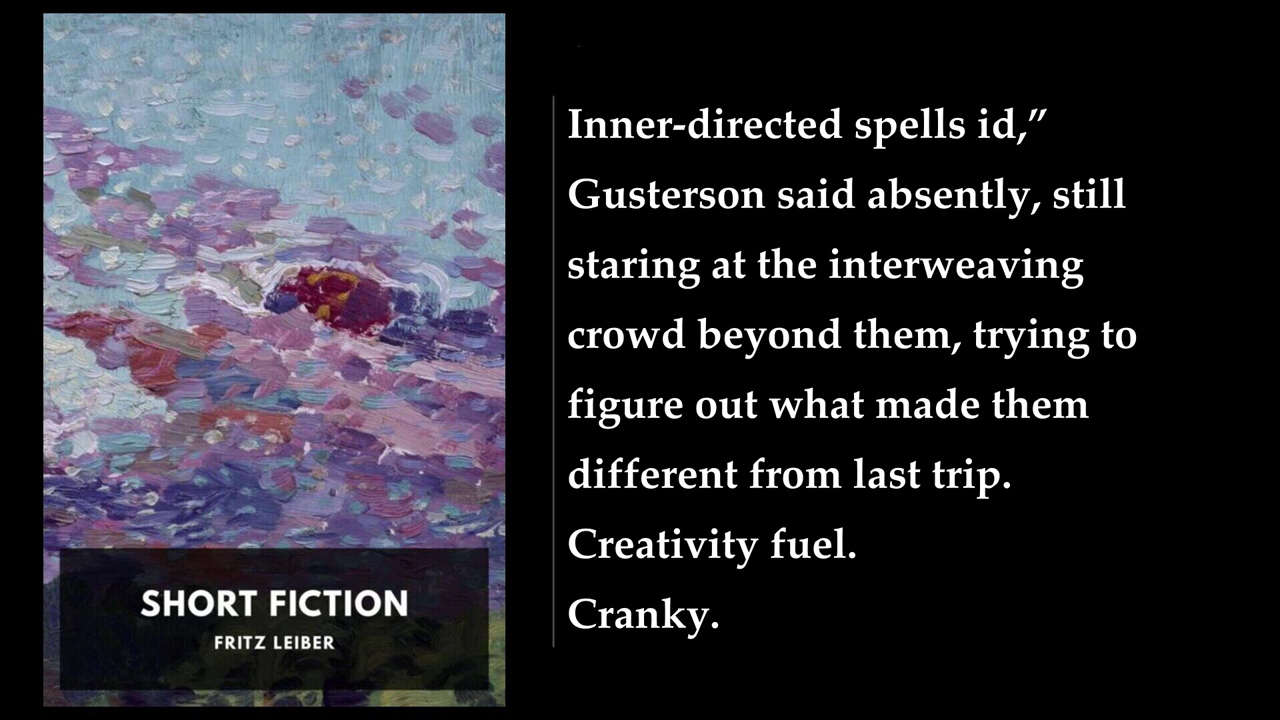 Inner-directed spells id,”
Gusterson said absently, still
staring at the interweaving
crowd beyond them, trying to
figure out what made them
different from last trip.
Creativity fuel.
Cranky.
SHORT FICTION
FRITZ LEIBER